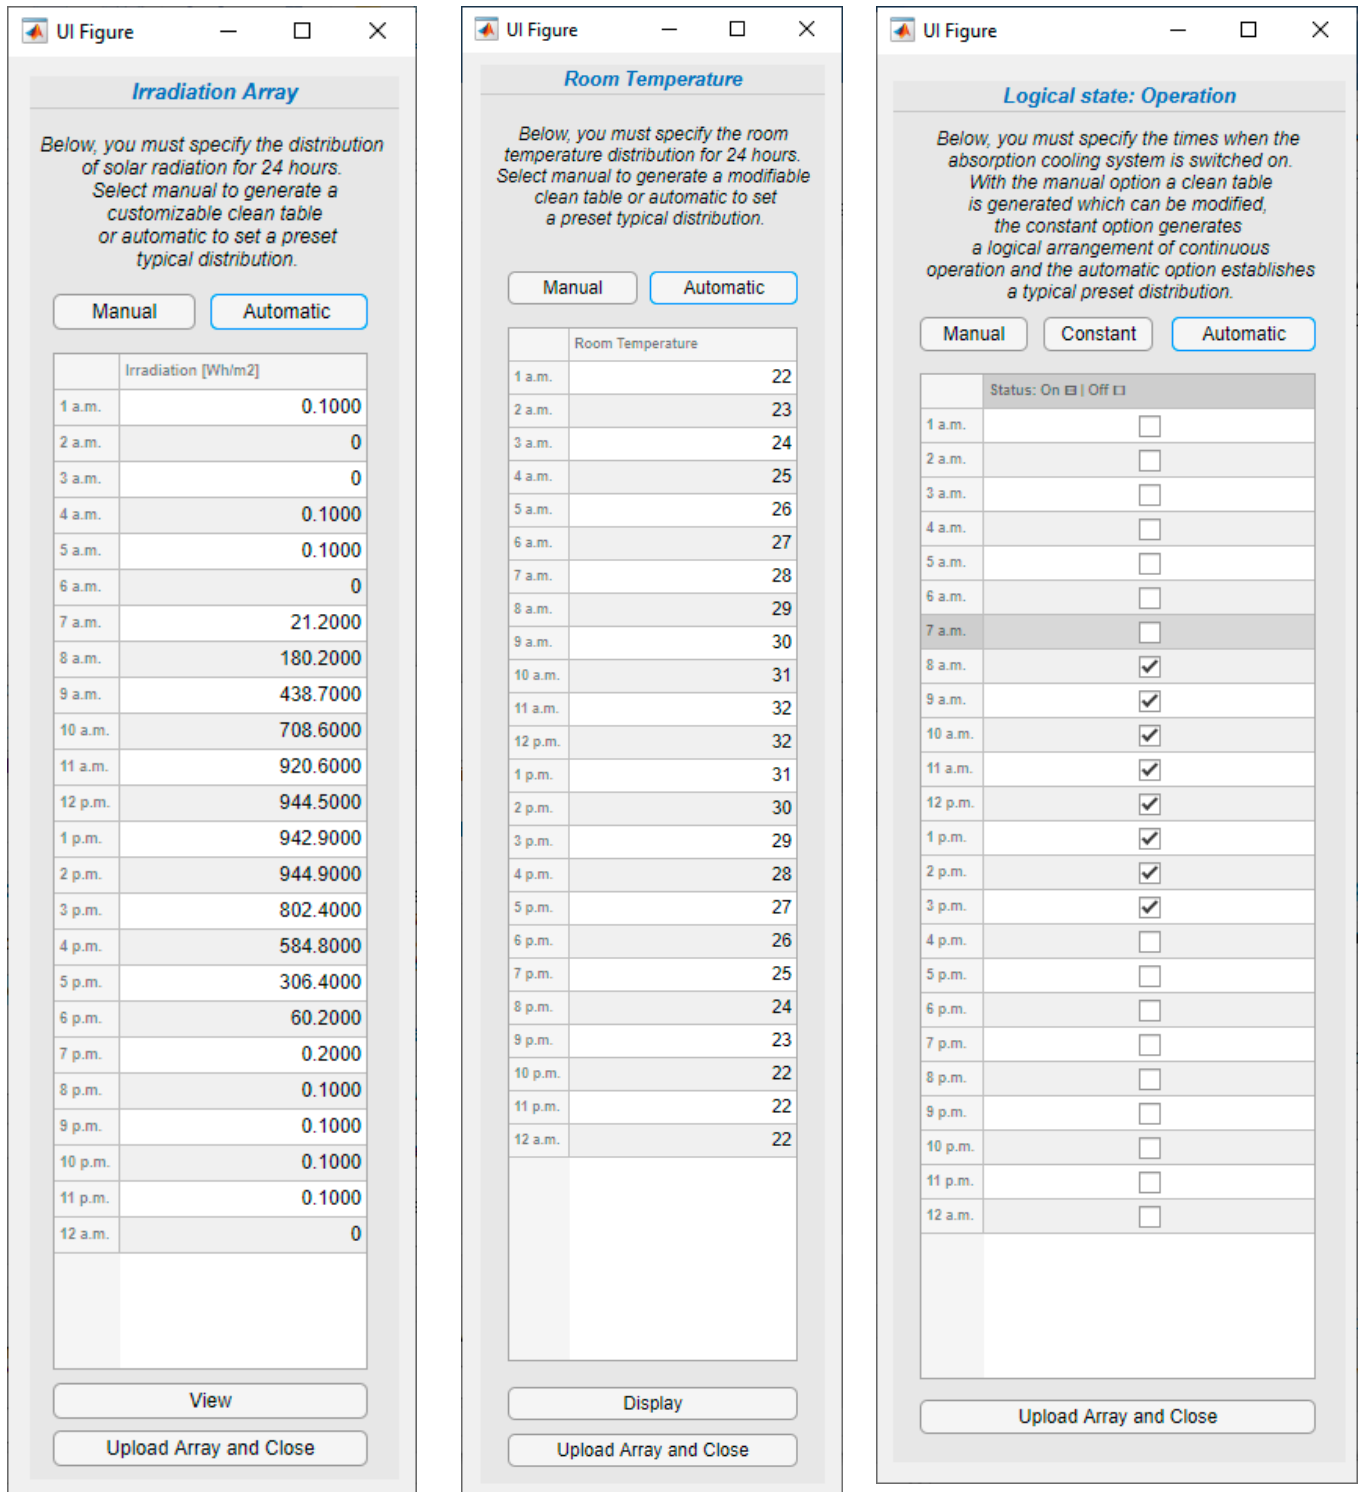 UI Figure
Irradiation Array
Below, you must specify the distribution
of solar radiation for 24 hours.
Select manual to generate a
customizable clean table
or automatic to set a preset
typical distribution.
Manual Automatic
Irradiation [Wh/m2]
1 a.m. 0.1000
2 a.m. 0
3 a.m. 0
4 a.m. 0.1000
5 a.m. 0.1000
6 a.m. 0
7 a.m. 21.2000
8 a.m. 180.2000
9 a.m. 438.7000
10 a.m. 708.6000
11 a.m. 920.6000
12 p.m. 944.5000
1 p.m. 942.9000
2 p.m. 944.9000
3 p.m. 802.4000
4 p.m. 584.8000
5 p.m. 306.4000
6 p.m. 60.2000
7 p.m. 0.2000
8 p.m. 0.1000
9 p.m. 0.1000
10 p.m. 0.1000
11 p.m. 0.1000
12 a.m. 0
View
Upload Array and Close
UI Figure
Room Temperature
Below, you must specify the room
temperature distribution for 24 hours.
Select manual to generate a modifiable
clean table or automatic to set
a preset typical distribution.
Manual Automatic
Room Temperature
1 a.m. 22
2 a.m. 23
3 a.m. 24
4 a.m. 25
5 a.m. 26
6 a.m. 27
7 a.m. 28
8 a.m. 29
9 a.m. 30
10 a.m. 31
11 a.m. 32
12 p.m. 32
1 p.m. 31
2 p.m. 30
3 p.m. 29
4 p.m. 28
5 p.m. 27
6 p.m. 26
7 p.m. 25
8 p.m. 24
9 p.m. 23
10 p.m. 22
11 p.m. 22
12 a.m. 22
Display
Upload Array and Close
UI Figure
Logical state: Operation
Below, you must specify the times when the
absorption cooling system is switched on.
With the manual option a clean table
is generated which can be modified,
the constant option generates
a logical arrangement of continuous
operation and the automatic option establishes
a typical preset distribution.
Manual Constant Automatic
Status: On | Off
1 a.m.
2 a.m.
3 a.m.
4 a.m.
5 a.m.
6 a.m.
7 a.m.
8 a.m.
9 a.m.
10 a.m.
11 a.m.
12 p.m.
1 p.m.
2 p.m.
3 p.m.
4 p.m.
5 p.m.
6 p.m.
7 p.m.
8 p.m.
9 p.m.
10 p.m.
11 p.m.
12 a.m.
Upload Array and Close